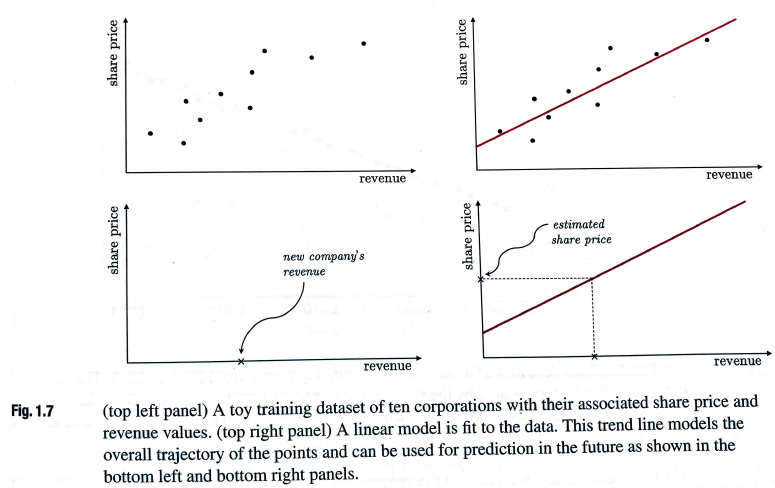 share price
revenue
share price
revenue
share price
new company's
revenue
revenue
share price
estimated
share price
revenue
Fig. 1.7
(top left panel) A toy training dataset of ten corporations with their associated share price and
revenue values. (top right panel) A linear model is fit to the data. This trend line models the
overall trajectory of the points and can be used for prediction in the future as shown in the
bottom left and bottom right panels.